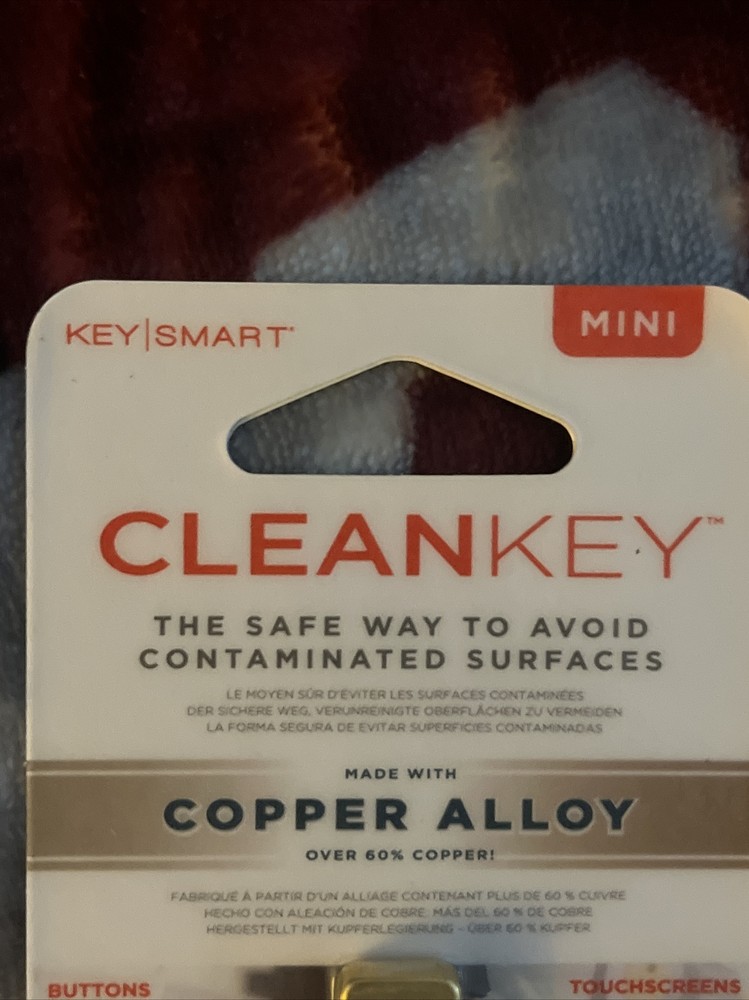 KEY|SMART®
MINI
CLEANKEY™
THE SAFE WAY TO AVOID
CONTAMINATED SURFACES
LE MOYEN SÛR D'ÉVITER LES SURFACES CONTAMINÉES
DER SICHERE WEG, VERUNREINIGTE OBERFLÄCHEN ZU VERMEIDEN
LA FORMA SEGURA DE EVITAR SUPERFICIES CONTAMINADAS
MADE WITH
COPPER ALLOY
OVER 60% COPPER!
FABRIQUÉ À PARTIR D'UN ALLIAGE CONTENANT PLUS DE 60 % CUIVRE
HECHO CON ALEACIÓN DE COBRE: MÁS DEL 60 % DE COBRE
HERGESTELLT MIT KUPFERLEGIERUNG – ÜBER 60 % KUPFER
BUTTONS
TOUCHSCREENS